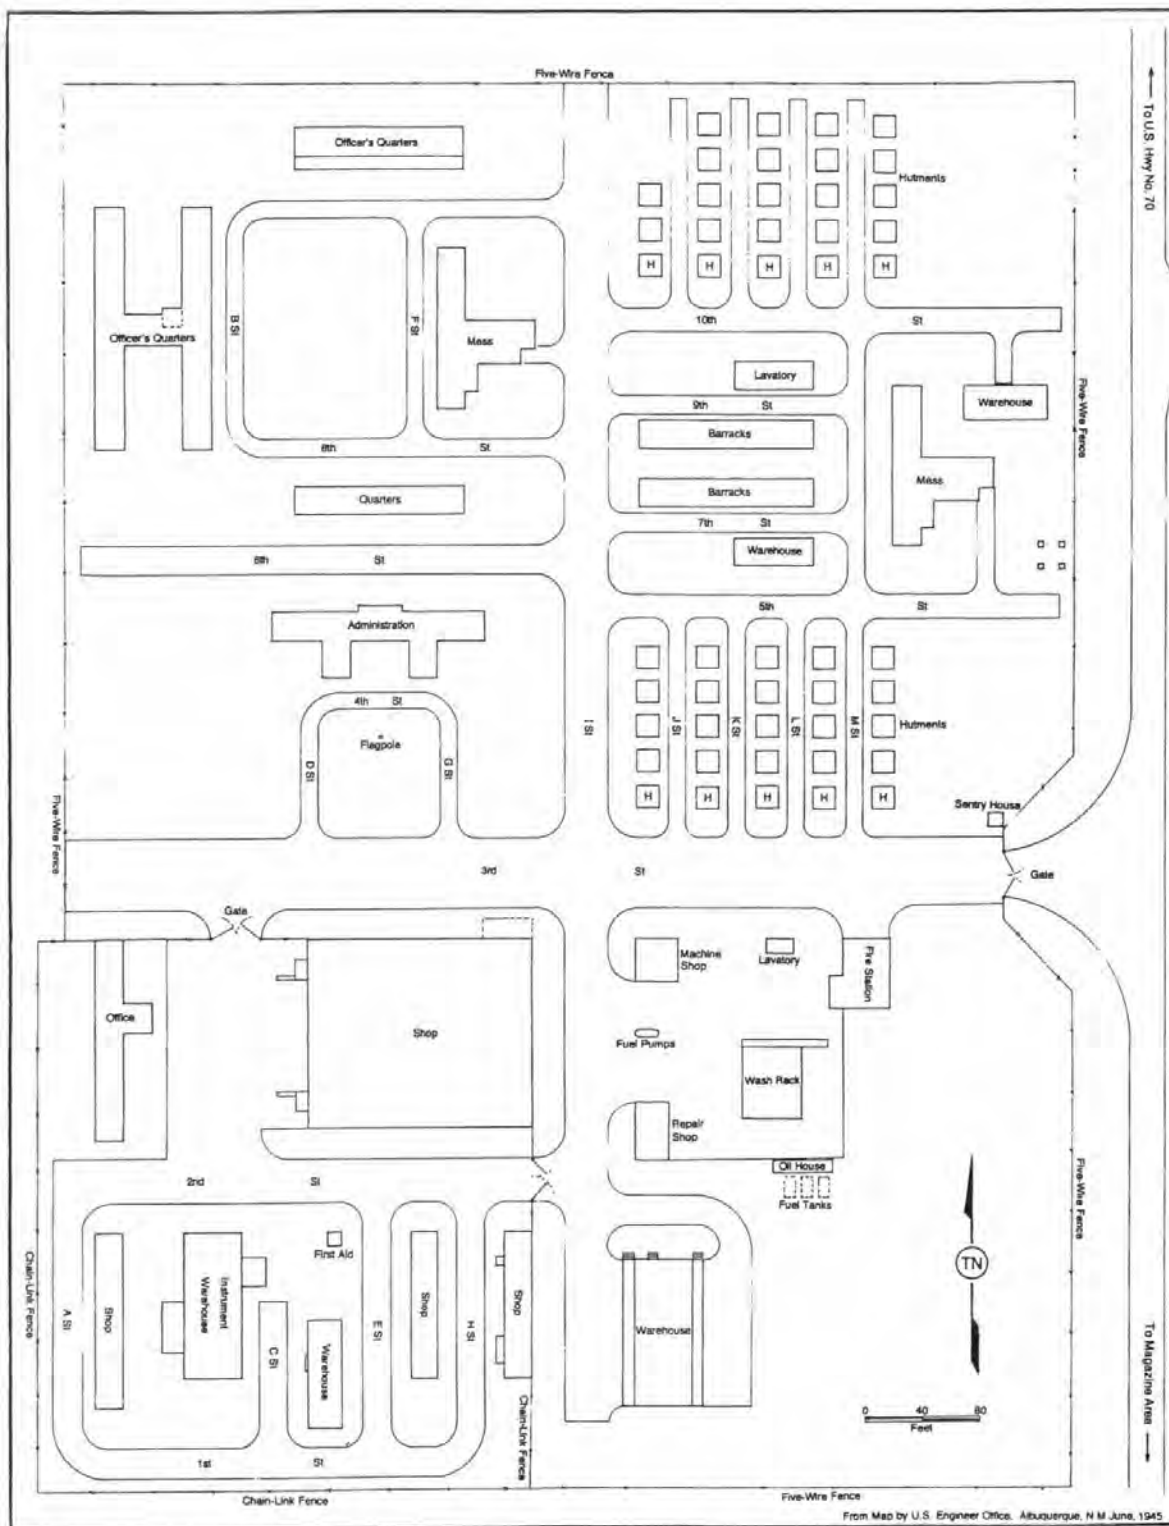 Five-Wire Fence
To U.S. Hwy No. 70
Officer's Quarters
Hutments
H
H
H
H
H
Officer's Quarters
B St
F St
Mess
10th St
Lavatory
Warehouse
Five-Wire Fence
9th St
Barracks
8th St
Mess
Quarters
Barracks
7th St
6th St
Warehouse
5th St
Administration
4th St
Flagpole
D St
G St
I St
J St
K St
L St
M St
Hutments
H
H
H
H
H
Sentry House
Five-Wire Fence
3rd St
Gate
Gate
Machine
Shop
Lavatory
Fire Station
Office
Shop
Fuel Pumps
Wash Rack
Repair
Shop
Oil House
Fuel Tanks
2nd St
Five-Wire Fence
First Aid
TN
Chain-Link Fence
A St
Shop
Instrument
Warehouse
C St
Warehouse
E St
Shop
H St
Shop
Warehouse
To Magazine Area
Chain-Link Fence
0 40 80
Feet
1st St
Chain-Link Fence
Five-Wire Fence
From Map by U.S. Engineer Office, Albuquerque, N M June, 1945